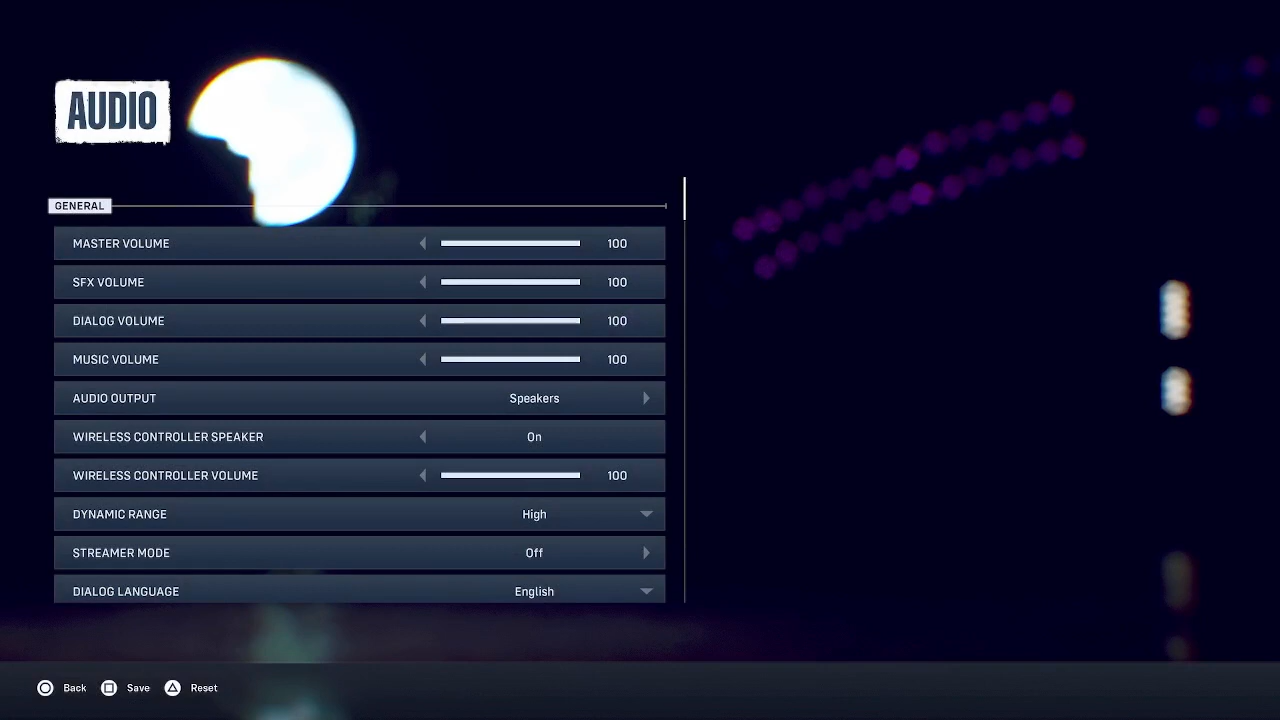 AUDIO
GENERAL
MASTER VOLUME 100
SFX VOLUME 100
DIALOG VOLUME 100
MUSIC VOLUME 100
AUDIO OUTPUT Speakers
WIRELESS CONTROLLER SPEAKER On
WIRELESS CONTROLLER VOLUME 100
DYNAMIC RANGE High
STREAMER MODE Off
DIALOG LANGUAGE English
Back Save Reset